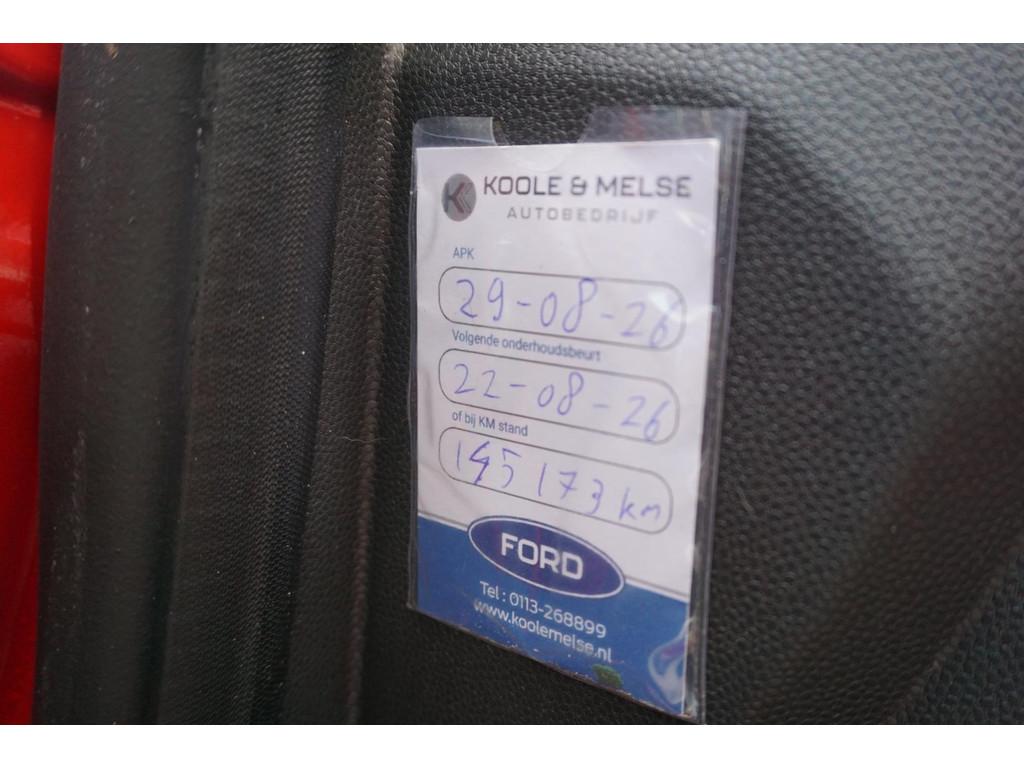 KOOLE & MELSE
AUTOBEDRIJF
APK
29-08-26
Volgende onderhoudsbeurt
22-08-26
of bij KM stand
145173 km
FORD
Tel : 0113-268899
www.koolemelse.nl